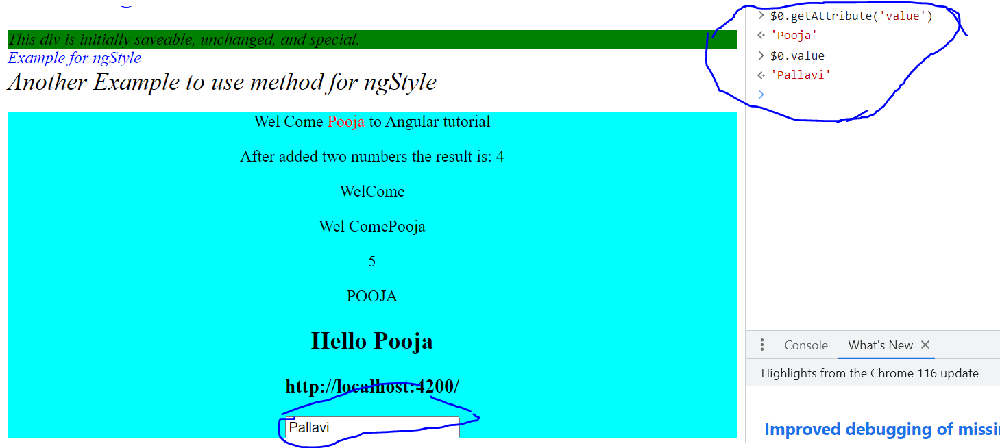 This div is initially saveable, unchanged, and special.
Example for ngStyle
Another Example to use method for ngStyle
Wel Come Pooja to Angular tutorial
After added two numbers the result is: 4
WelCome
Wel ComePooja
5
POOJA
Hello Pooja
http://localhost:4200/
Pallavi
> $0.getAttribute('value')
<· 'Pooja'
> $0.value
<· 'Pallavi'
>
Console What's New ×
Highlights from the Chrome 116 update
Improved debugging of